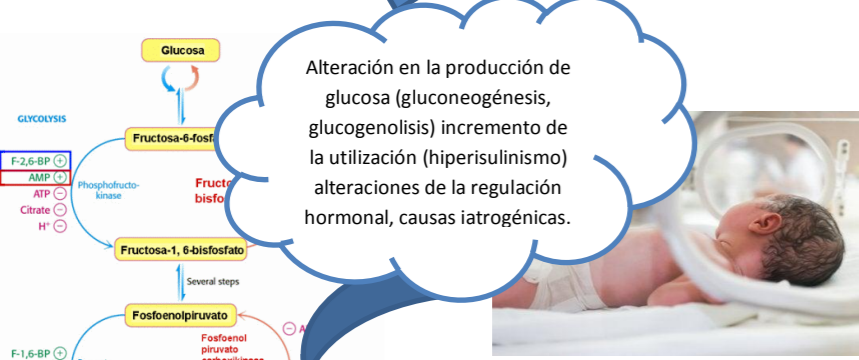 Glucosa
GLYCOLYSIS
Fructosa-6-fosf
F-2,6-BP (+)
AMP (+)
ATP (−)
Citrate (−)
H⁺ (−)
Phosphofructo-
kinase
bisfo
Fructosa-1, 6-bisfosfato
Several steps
Fosfoenolpiruvato
F-1,6-BP (+)
Fosfoenol
piruvato
Alteración en la producción de
glucosa (gluconeogénesis,
glucogenolisis) incremento de
la utilización (hiperisulinismo)
alteraciones de la regulación
hormonal, causas iatrogénicas.